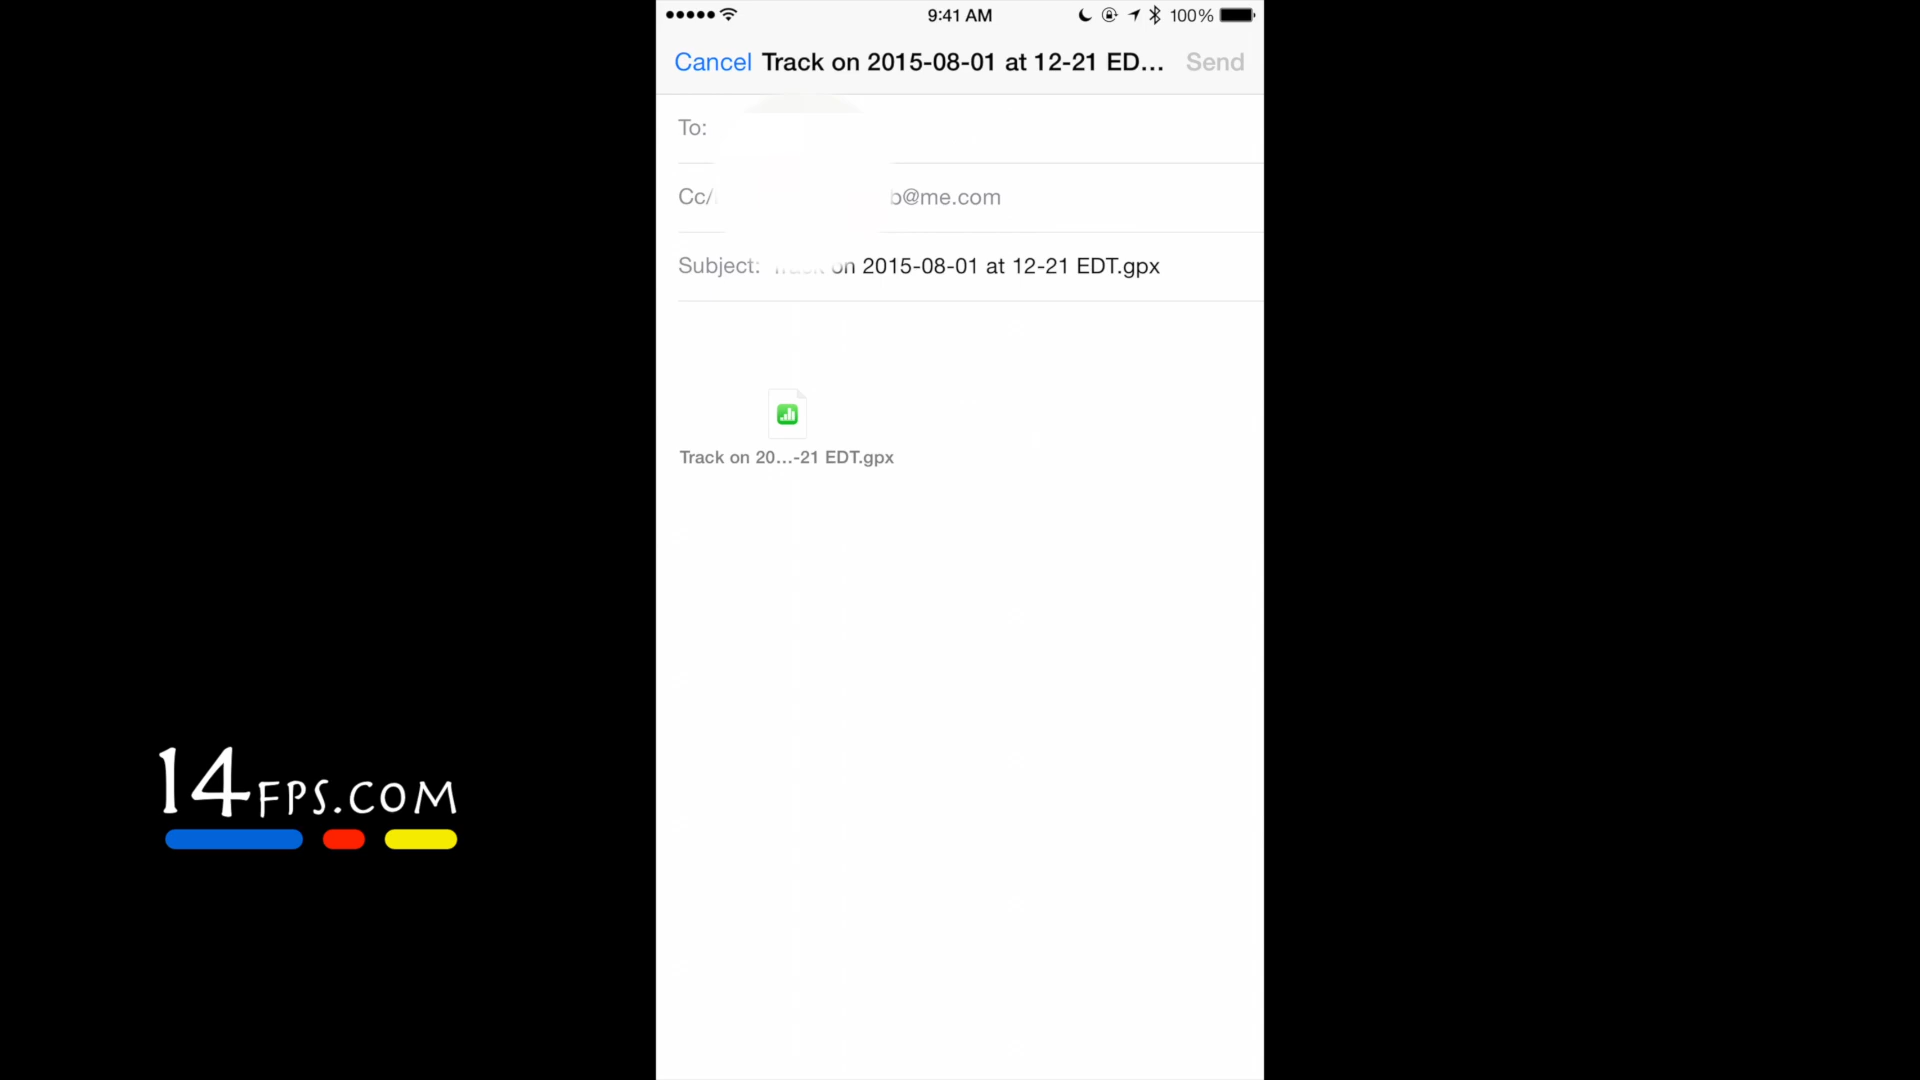 9:41 AM 100%
Cancel Track on 2015-08-01 at 12-21 ED... Send
To:
Cc/ b@me.com
Subject: on 2015-08-01 at 12-21 EDT.gpx
Track on 20...-21 EDT.gpx
14FPS.COM